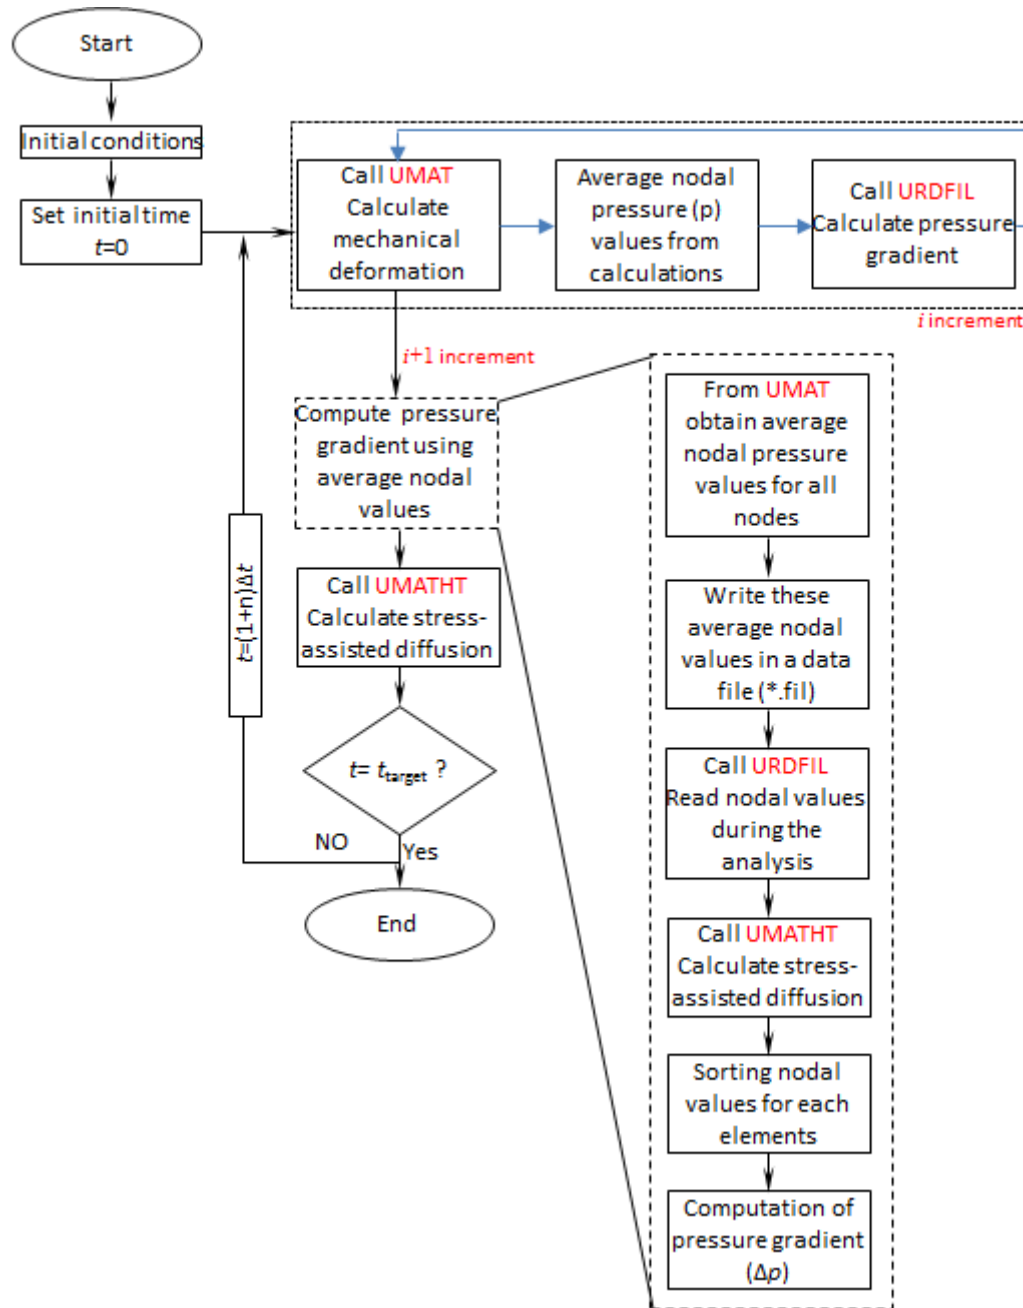 Start
Initial conditions
Set initial time
t=0
Call UMAT
Calculate
mechanical
deformation
Average nodal
pressure (p)
values from
calculations
Call URDFIL
Calculate pressure
gradient
i increment
i+1 increment
Compute pressure
gradient using
average nodal
values
Call UMATHT
Calculate stress-
assisted diffusion
t=(1+n)Δt
t= t_target ?
NO
Yes
End
From UMAT
obtain average
nodal pressure
values for all
nodes
Write these
average nodal
values in a data
file (*.fil)
Call URDFIL
Read nodal values
during the
analysis
Call UMATHT
Calculate stress-
assisted diffusion
Sorting nodal
values for each
elements
Computation of
pressure gradient
(Δp)